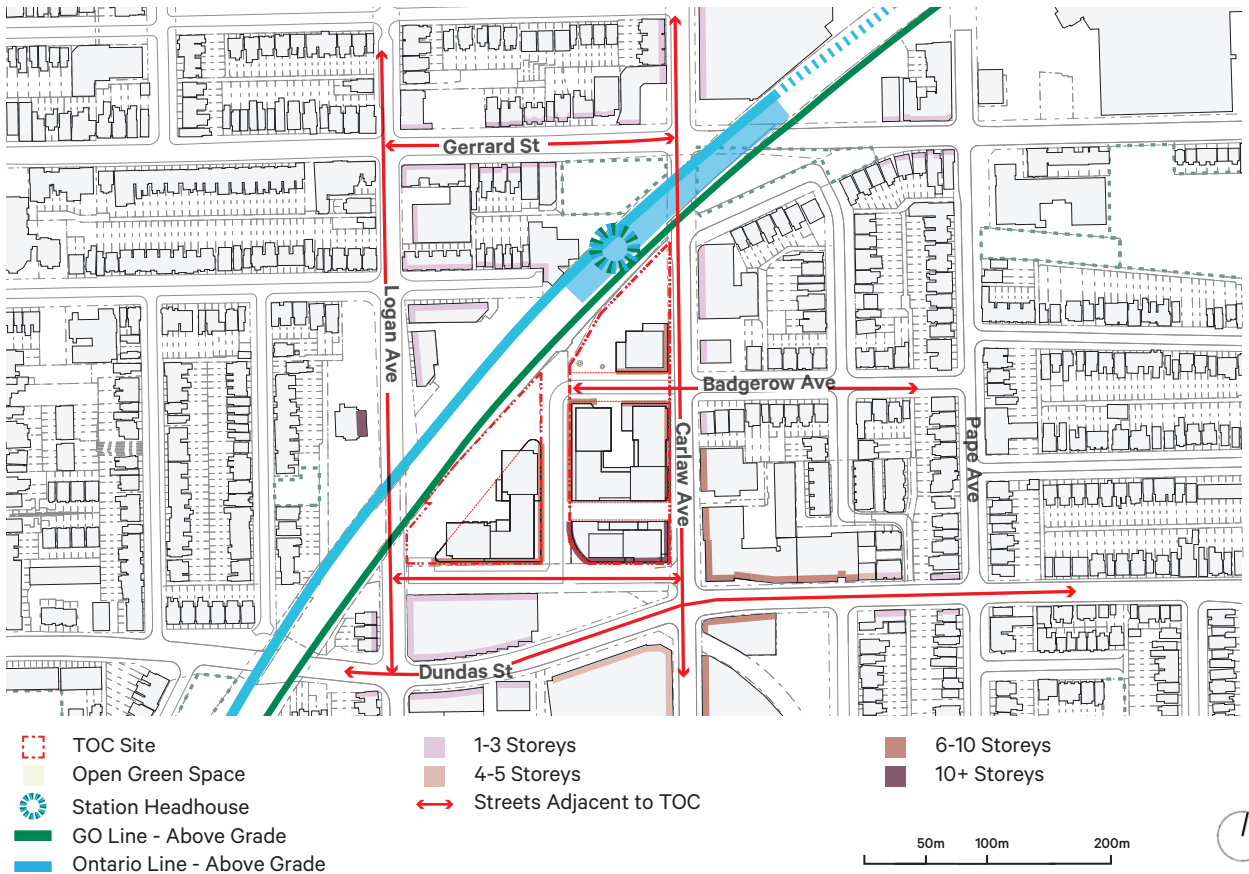 Gerrard St
Logan Ave
Badgerow Ave
Carlaw Ave
Pape Ave
Dundas St
TOC Site
Open Green Space
Station Headhouse
GO Line - Above Grade
Ontario Line - Above Grade
1-3 Storeys
4-5 Storeys
Streets Adjacent to TOC
6-10 Storeys
10+ Storeys
50m 100m 200m